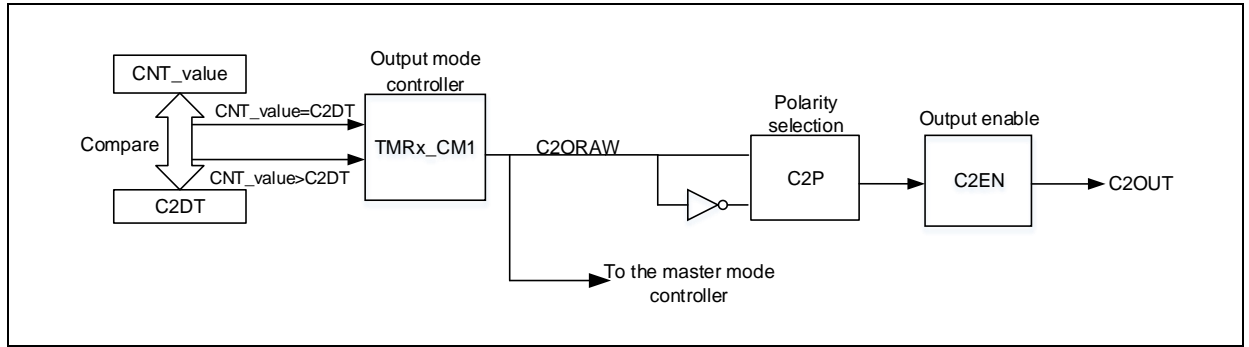 CNT_value
Compare
C2DT
CNT_value=C2DT
CNT_value>C2DT
Output mode
controller
TMRx_CM1
C2ORAW
To the master mode
controller
Polarity
selection
C2P
Output enable
C2EN
C2OUT